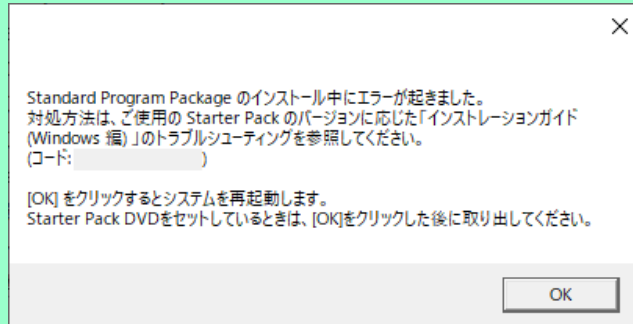 Standard Program Package のインストール中にエラーが起きました。
対処方法は、ご使用の Starter Pack のバージョンに応じた「インストレーションガイド
(Windows 編) 」のトラブルシューティングを参照してください。
(コード: )
[OK] をクリックするとシステムを再起動します。
Starter Pack DVDをセットしているときは、[OK]をクリックした後に取り出してください。
OK